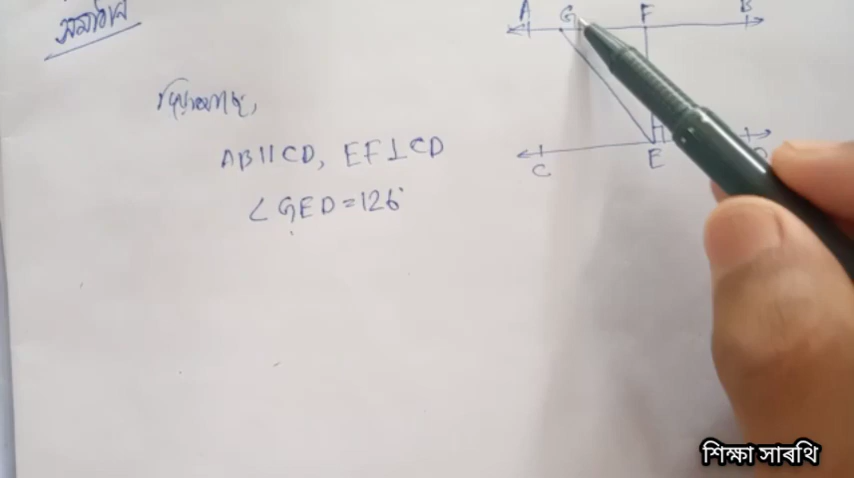 সমাধান
A G F B
দিয়া আছে,
AB||CD, EF⊥CD
C E D
∠GED=126°
শিক্ষা সাৰথি